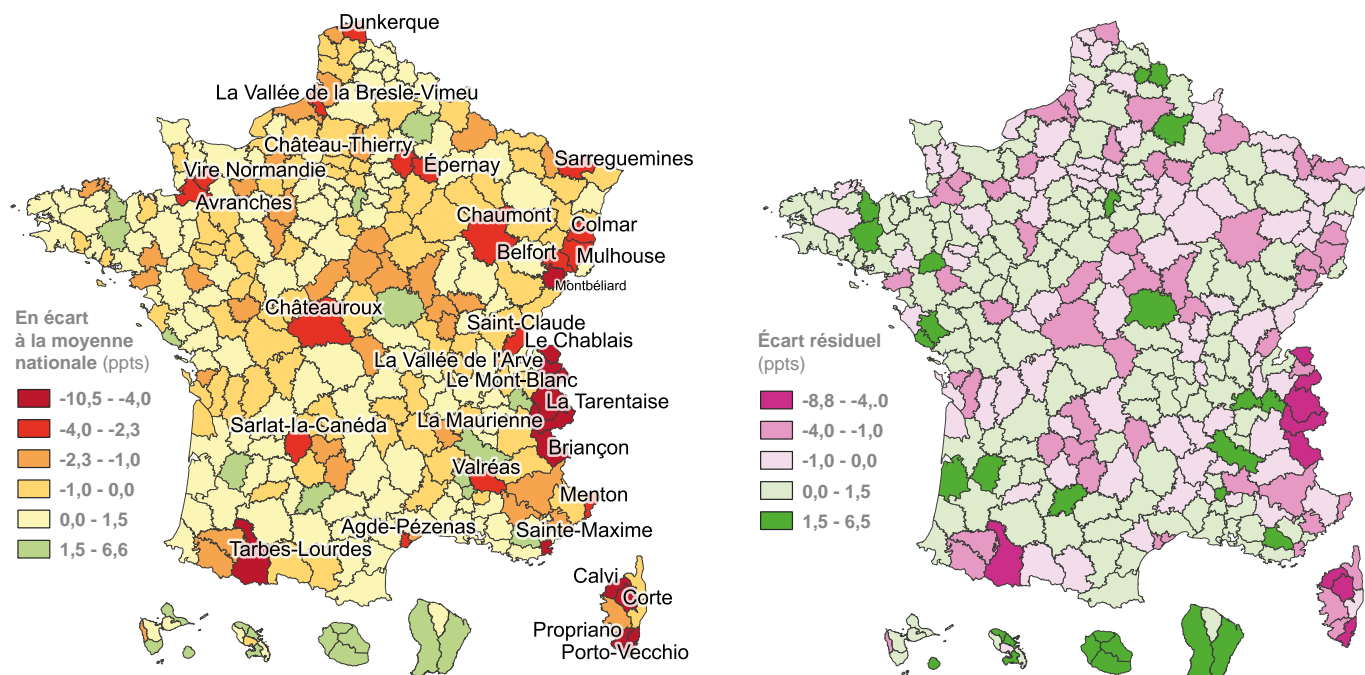 Dunkerque
La Vallée de la Bresle-Vimeu
Château-Thierry
Épernay
Sarreguemines
Vire Normandie
Avranches
Chaumont
Colmar
Belfort
Mulhouse
Montbéliard
Châteauroux
Saint-Claude
Le Chablais
La Vallée de l'Arve
Le Mont-Blanc
La Tarentaise
La Maurienne
Sarlat-la-Canéda
Briançon
Valréas
Menton
Agde-Pézenas
Sainte-Maxime
Tarbes-Lourdes
Calvi
Corte
Propriano
Porto-Vecchio
En écart
à la moyenne
nationale (ppts)
-10,5 - -4,0
-4,0 - -2,3
-2,3 - -1,0
-1,0 - 0,0
0,0 - 1,5
1,5 - 6,6
Écart résiduel
(ppts)
-8,8 - -4,.0
-4,0 - -1,0
-1,0 - 0,0
0,0 - 1,5
1,5 - 6,5